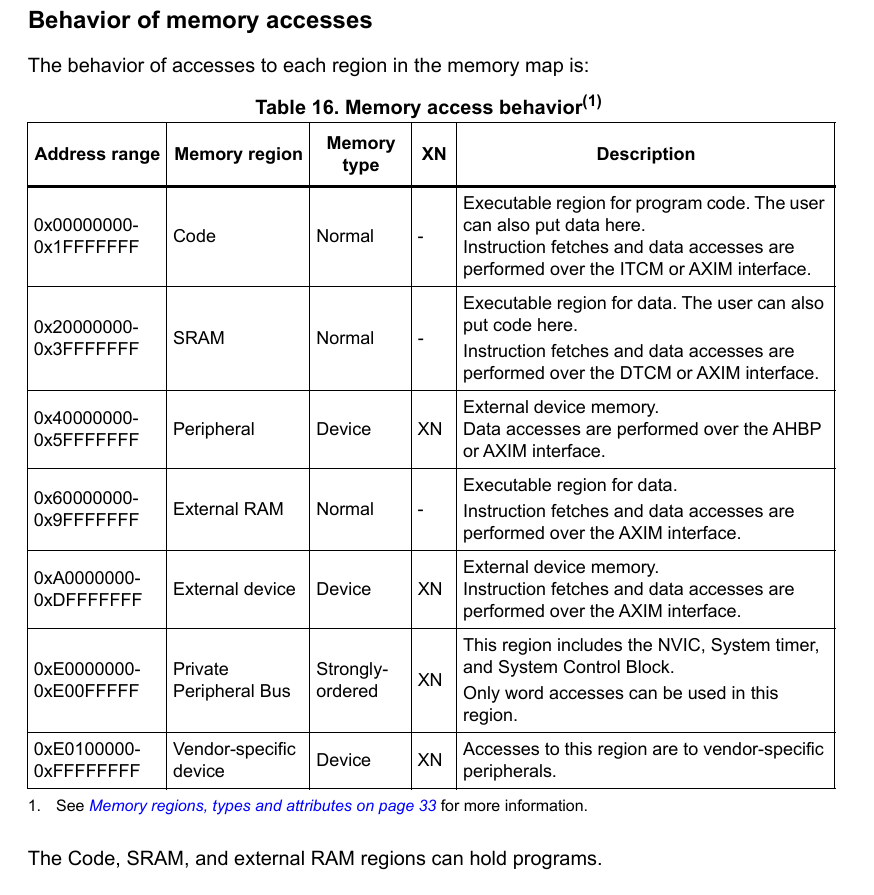 Behavior of memory accesses
The behavior of accesses to each region in the memory map is:
Table 16. Memory access behavior(1)
Address range Memory region Memory type XN Description
0x00000000-
0x1FFFFFFF
Code
Normal
-
Executable region for program code. The user
can also put data here.
Instruction fetches and data accesses are
performed over the ITCM or AXIM interface.
0x20000000-
0x3FFFFFFF
SRAM
Normal
-
Executable region for data. The user can also
put code here.
Instruction fetches and data accesses are
performed over the DTCM or AXIM interface.
0x40000000-
0x5FFFFFFF
Peripheral
Device
XN
External device memory.
Data accesses are performed over the AHBP
or AXIM interface.
0x60000000-
0x9FFFFFFF
External RAM
Normal
-
Executable region for data.
Instruction fetches and data accesses are
performed over the AXIM interface.
0xA0000000-
0xDFFFFFFF
External device
Device
XN
External device memory.
Instruction fetches and data accesses are
performed over the AXIM interface.
0xE0000000-
0xE00FFFFF
Private
Peripheral Bus
Strongly-
ordered
XN
This region includes the NVIC, System timer,
and System Control Block.
Only word accesses can be used in this
region.
0xE0100000-
0xFFFFFFFF
Vendor-specific
device
Device
XN
Accesses to this region are to vendor-specific
peripherals.
1. See Memory regions, types and attributes on page 33 for more information.
The Code, SRAM, and external RAM regions can hold programs.